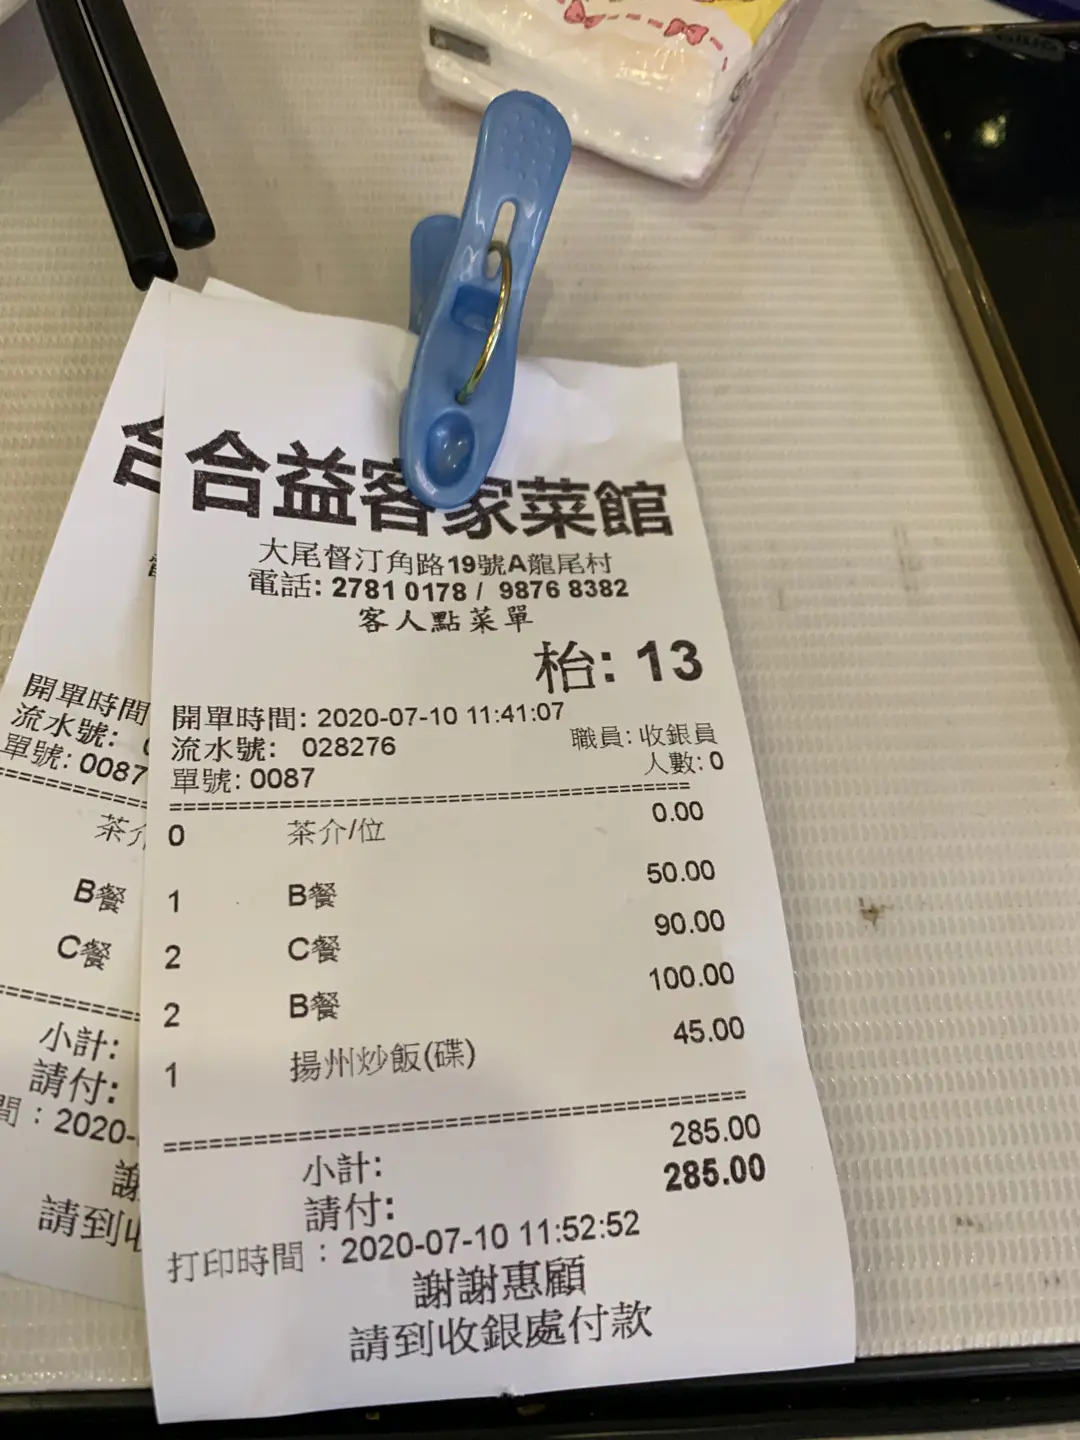 合益客家菜館
大尾督汀角路19號A龍尾村
電話: 2781 0178 / 9876 8382
客人點菜單
枱: 13
開單時間: 2020-07-10 11:41:07
流水號: 028276 職員: 收銀員
單號: 0087 人數: 0
0 茶介/位 0.00
1 B餐 50.00
2 C餐 90.00
2 B餐 100.00
1 揚州炒飯(碟) 45.00
小計: 285.00
請付: 285.00
打印時間：2020-07-10 11:52:52
謝謝惠顧
請到收銀處付款
合
開單時間
流水號:
單號: 0087
茶介
B餐
C餐
小計:
請付:
間：2020-
謝
請到收